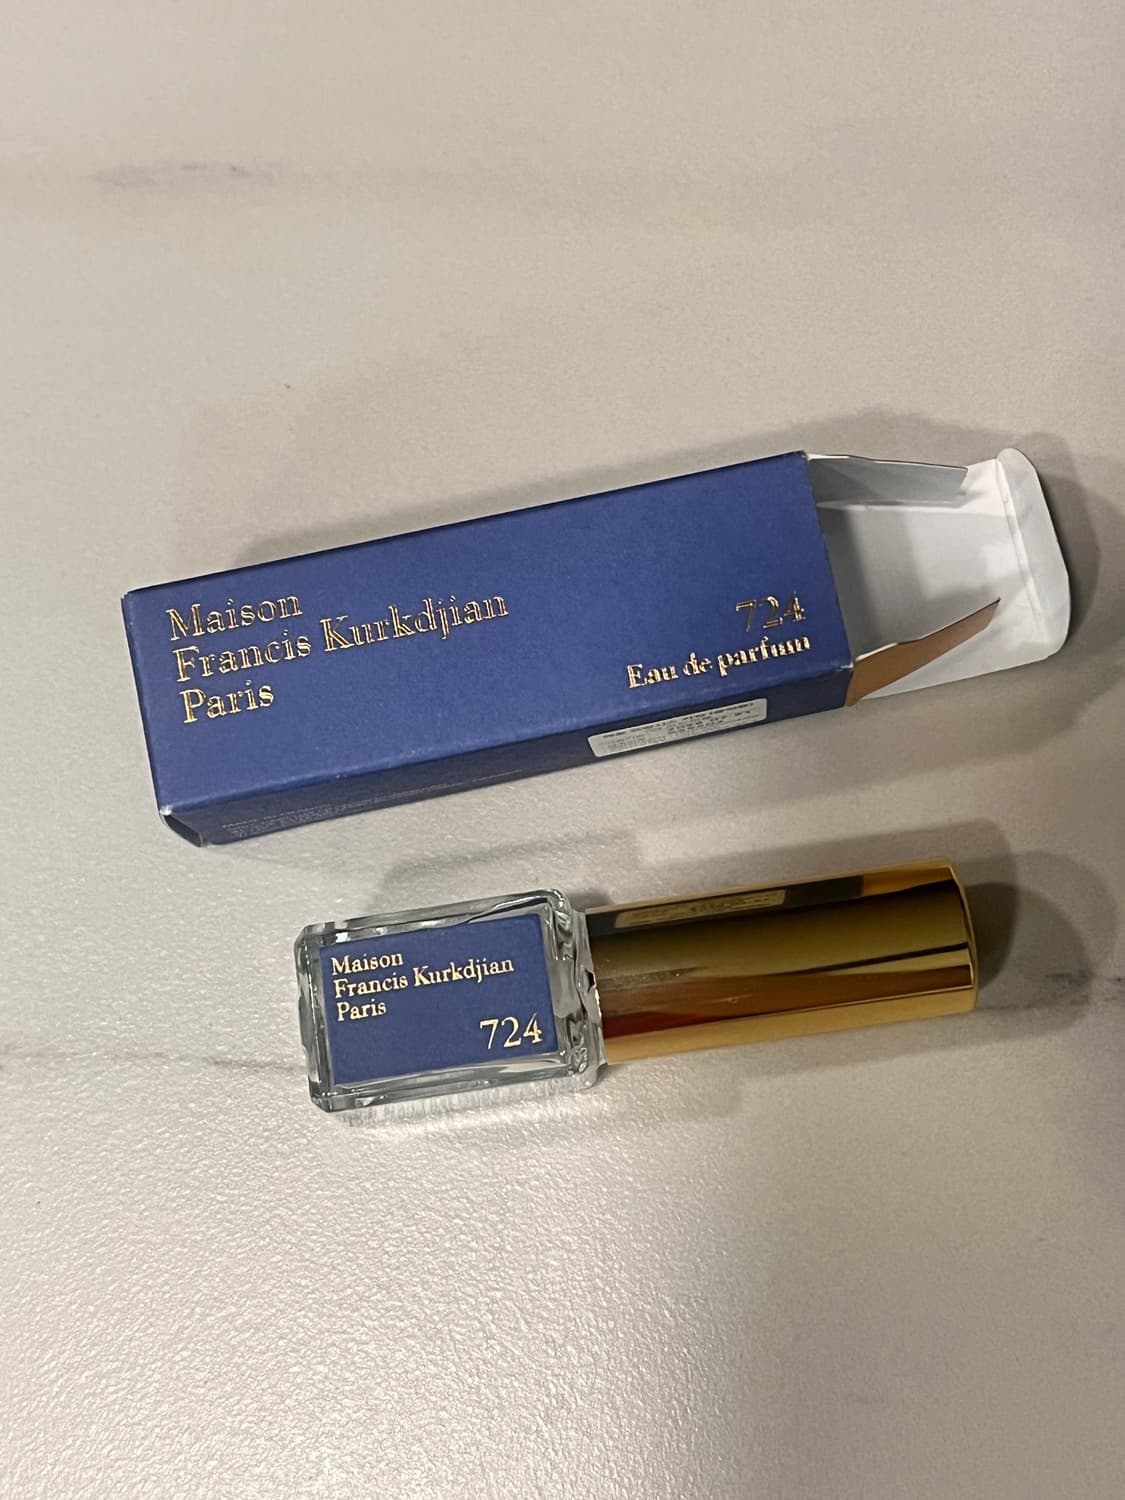 Maison
Francis Kurkdjian
Paris
724
Eau de parfum
Maison
Francis Kurkdjian
Paris
724